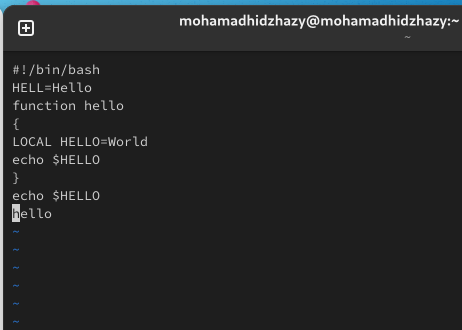 mohamadhidzhazy@mohamadhidzhazy:~
~
#!/bin/bash
HELL=Hello
function hello
{
LOCAL HELLO=World
echo $HELLO
}
echo $HELLO
hello
~
~
~
~
~
~